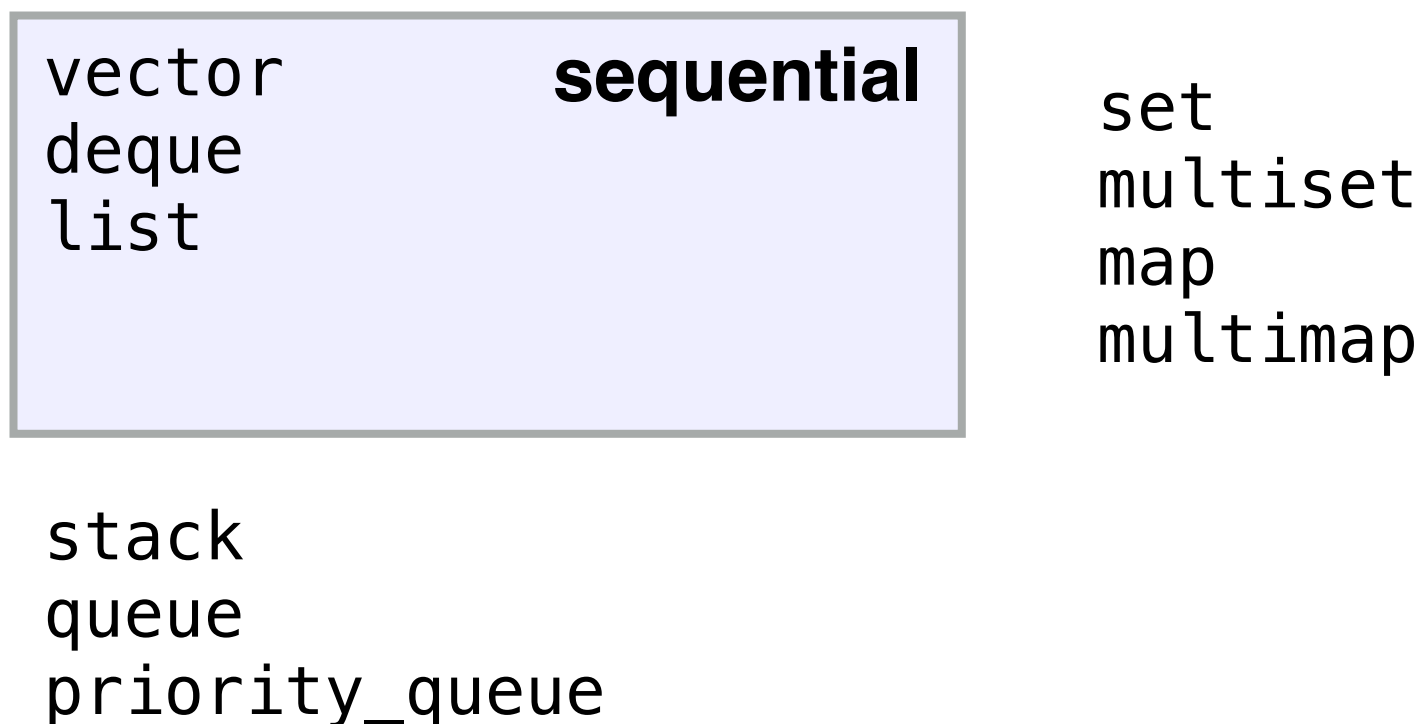 vector
deque
list
sequential
set
multiset
map
multimap
stack
queue
priority_queue